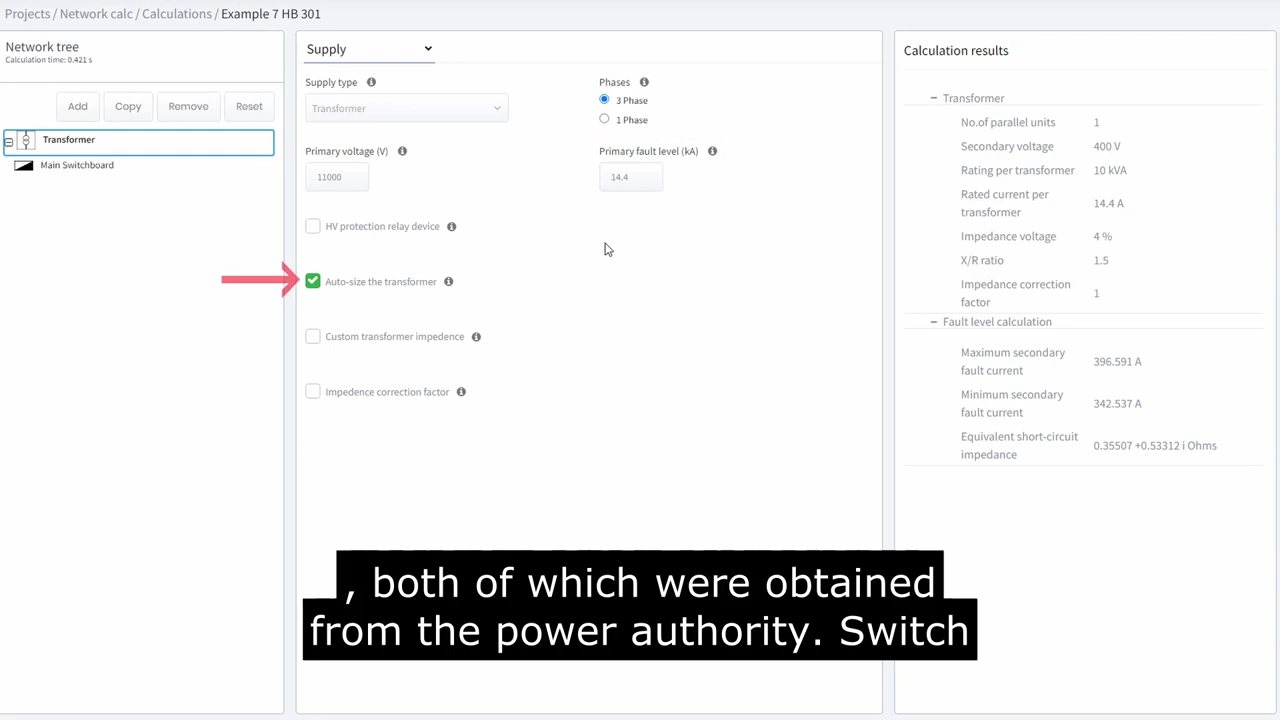 Projects / Network calc / Calculations / Example 7 HB 301
Network tree
Calculation time: 0.421 s
Add
Copy
Remove
Reset
Transformer
Main Switchboard
Supply
Supply type
Phases
Transformer
3 Phase
1 Phase
Primary voltage (V)
Primary fault level (kA)
11000
14.4
HV protection relay device
Auto-size the transformer
Custom transformer impedence
Impedence correction factor
Calculation results
Transformer
No.of parallel units 1
Secondary voltage 400 V
Rating per transformer 10 kVA
Rated current per
transformer
14.4 A
Impedance voltage 4 %
X/R ratio 1.5
Impedance correction
factor
1
Fault level calculation
Maximum secondary
fault current
396.591 A
Minimum secondary
fault current
342.537 A
Equivalent short-circuit
impedance
0.35507 +0.53312 i Ohms
, both of which were obtained
from the power authority. Switch